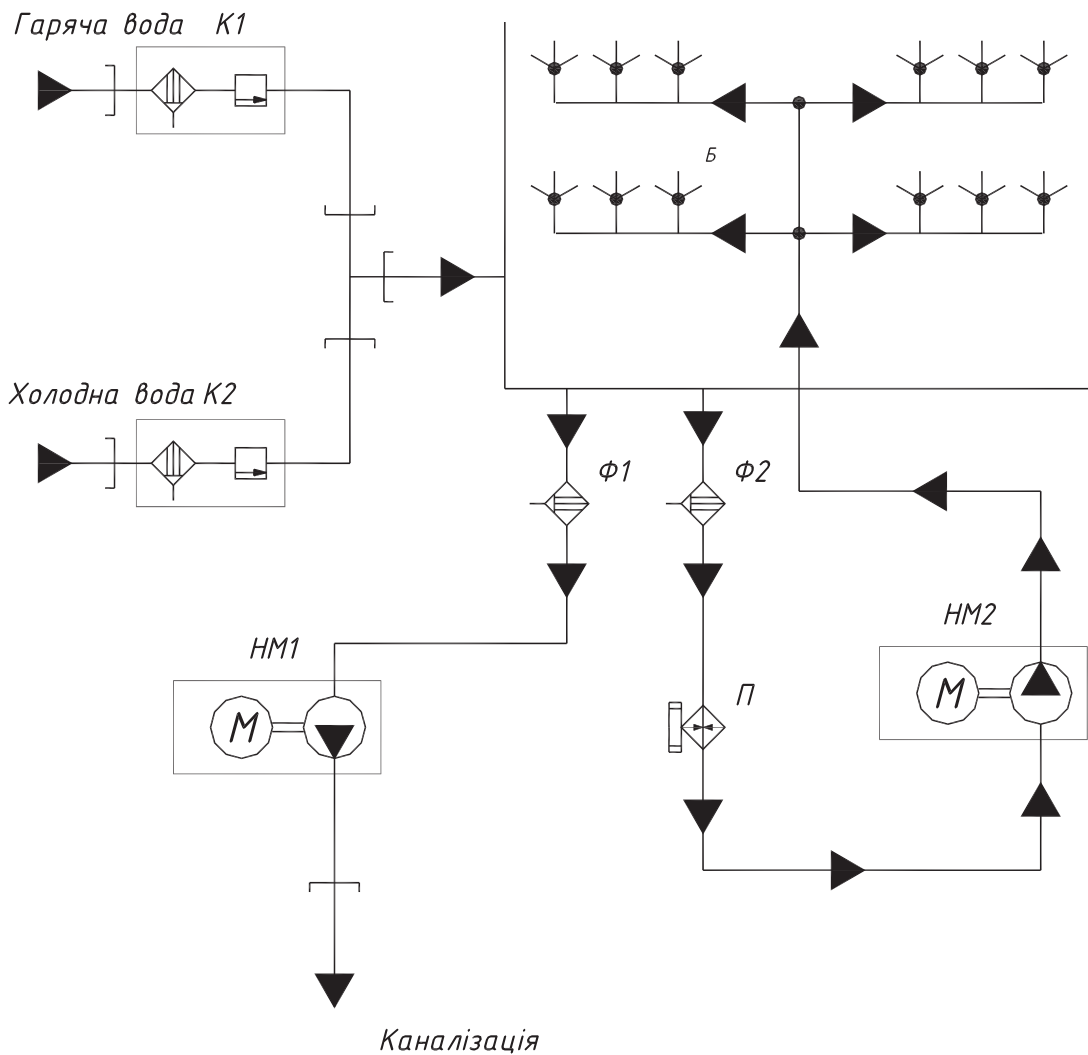 Гаряча вода К1
Б
Холодна вода К2
Ф1
Ф2
НМ1
НМ2
П
М
М
Каналізація